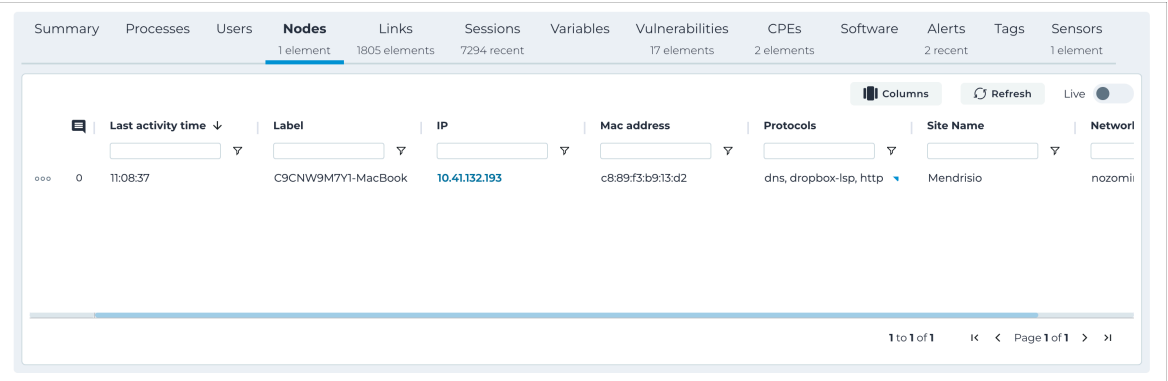 Summary Processes Users Nodes Links Sessions Variables Vulnerabilities CPEs Software Alerts Tags Sensors
1 element 1805 elements 7294 recent 17 elements 2 elements 2 recent 1 element
Columns Refresh Live
Last activity time Label IP Mac address Protocols Site Name Network
0 11:08:37 C9CNW9M7Y1-MacBook 10.41.132.193 c8:89:f3:b9:13:d2 dns, dropbox-lsp, http Mendrisio nozomi
1 to 1 of 1 Page 1 of 1